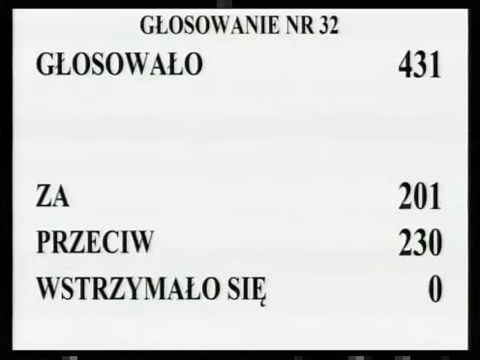 GŁOSOWANIE NR 32
GŁOSOWAŁO 431
ZA 201
PRZECIW 230
WSTRZYMAŁO SIĘ 0